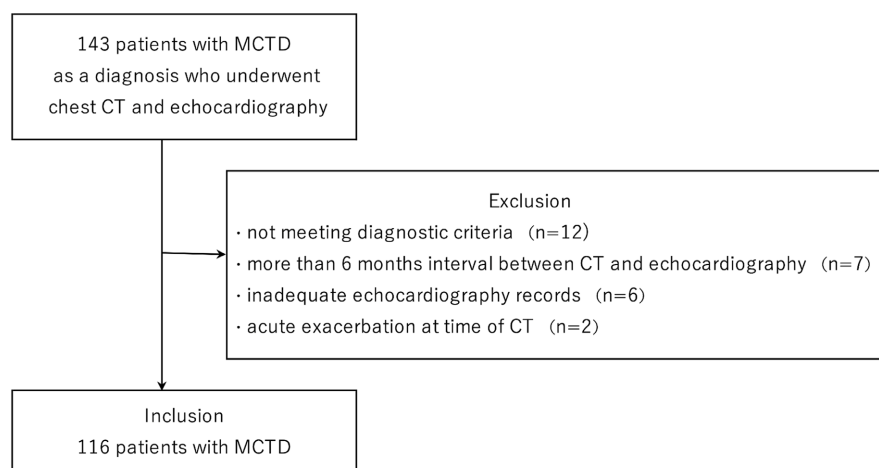 143 patients with MCTD
as a diagnosis who underwent
chest CT and echocardiography
Exclusion
・not meeting diagnostic criteria (n=12)
・more than 6 months interval between CT and echocardiography (n=7)
・inadequate echocardiography records (n=6)
・acute exacerbation at time of CT (n=2)
Inclusion
116 patients with MCTD